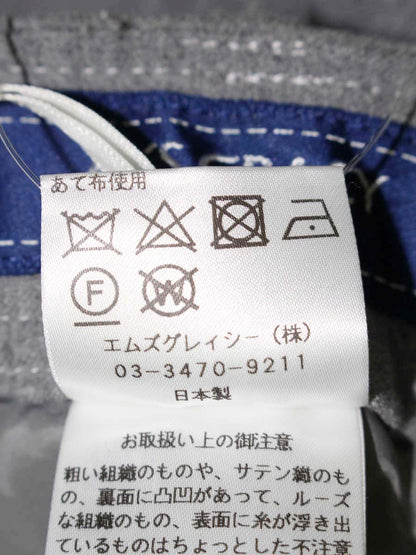 あて布使用
F
W
エムズグレイシー(株)
03-3470-9211
日本製
お取扱い上の御注意
粗い組織のものや、サテン織のも
の、裏面に凸凹があって、ルーズ
な組織のもの、表面に糸が浮き出
ているものはちょっとした不注意